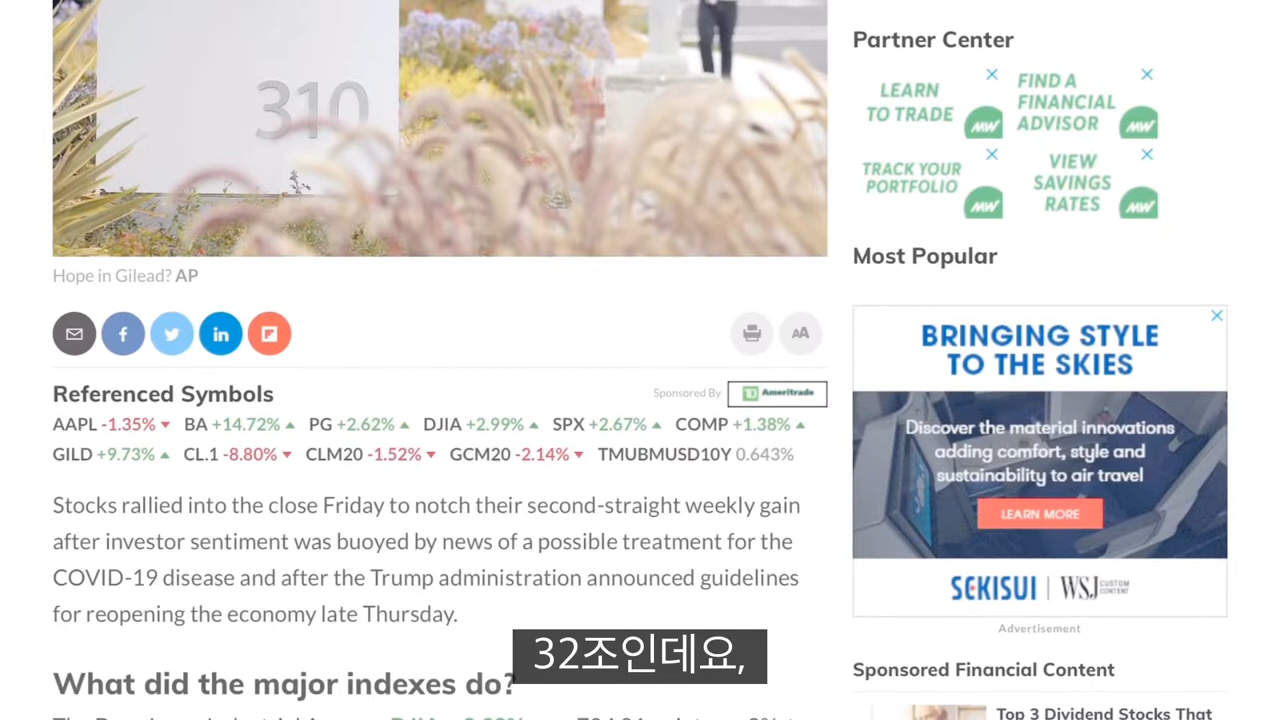 310
Hope in Gilead? AP
in
AA
Referenced Symbols
Sponsored By
TD Ameritrade
AAPL -1.35% BA +14.72% PG +2.62% DJIA +2.99% SPX +2.67% COMP +1.38%
GILD +9.73% CL.1 -8.80% CLM20 -1.52% GCM20 -2.14% TMUBMUSD10Y 0.643%
Stocks rallied into the close Friday to notch their second-straight weekly gain
after investor sentiment was buoyed by news of a possible treatment for the
COVID-19 disease and after the Trump administration announced guidelines
for reopening the economy late Thursday.
What did the major indexes do?
32조인데요,
Partner Center
LEARN
TO TRADE
MW
FIND A
FINANCIAL
ADVISOR
MW
TRACK YOUR
PORTFOLIO
MW
VIEW
SAVINGS
RATES
MW
Most Popular
BRINGING STYLE
TO THE SKIES
Discover the material innovations
adding comfort, style and
sustainability to air travel
LEARN MORE
SEKISUI | WSJ CUSTOM
CONTENT
Advertisement
Sponsored Financial Content
Top 3 Dividend Stocks That